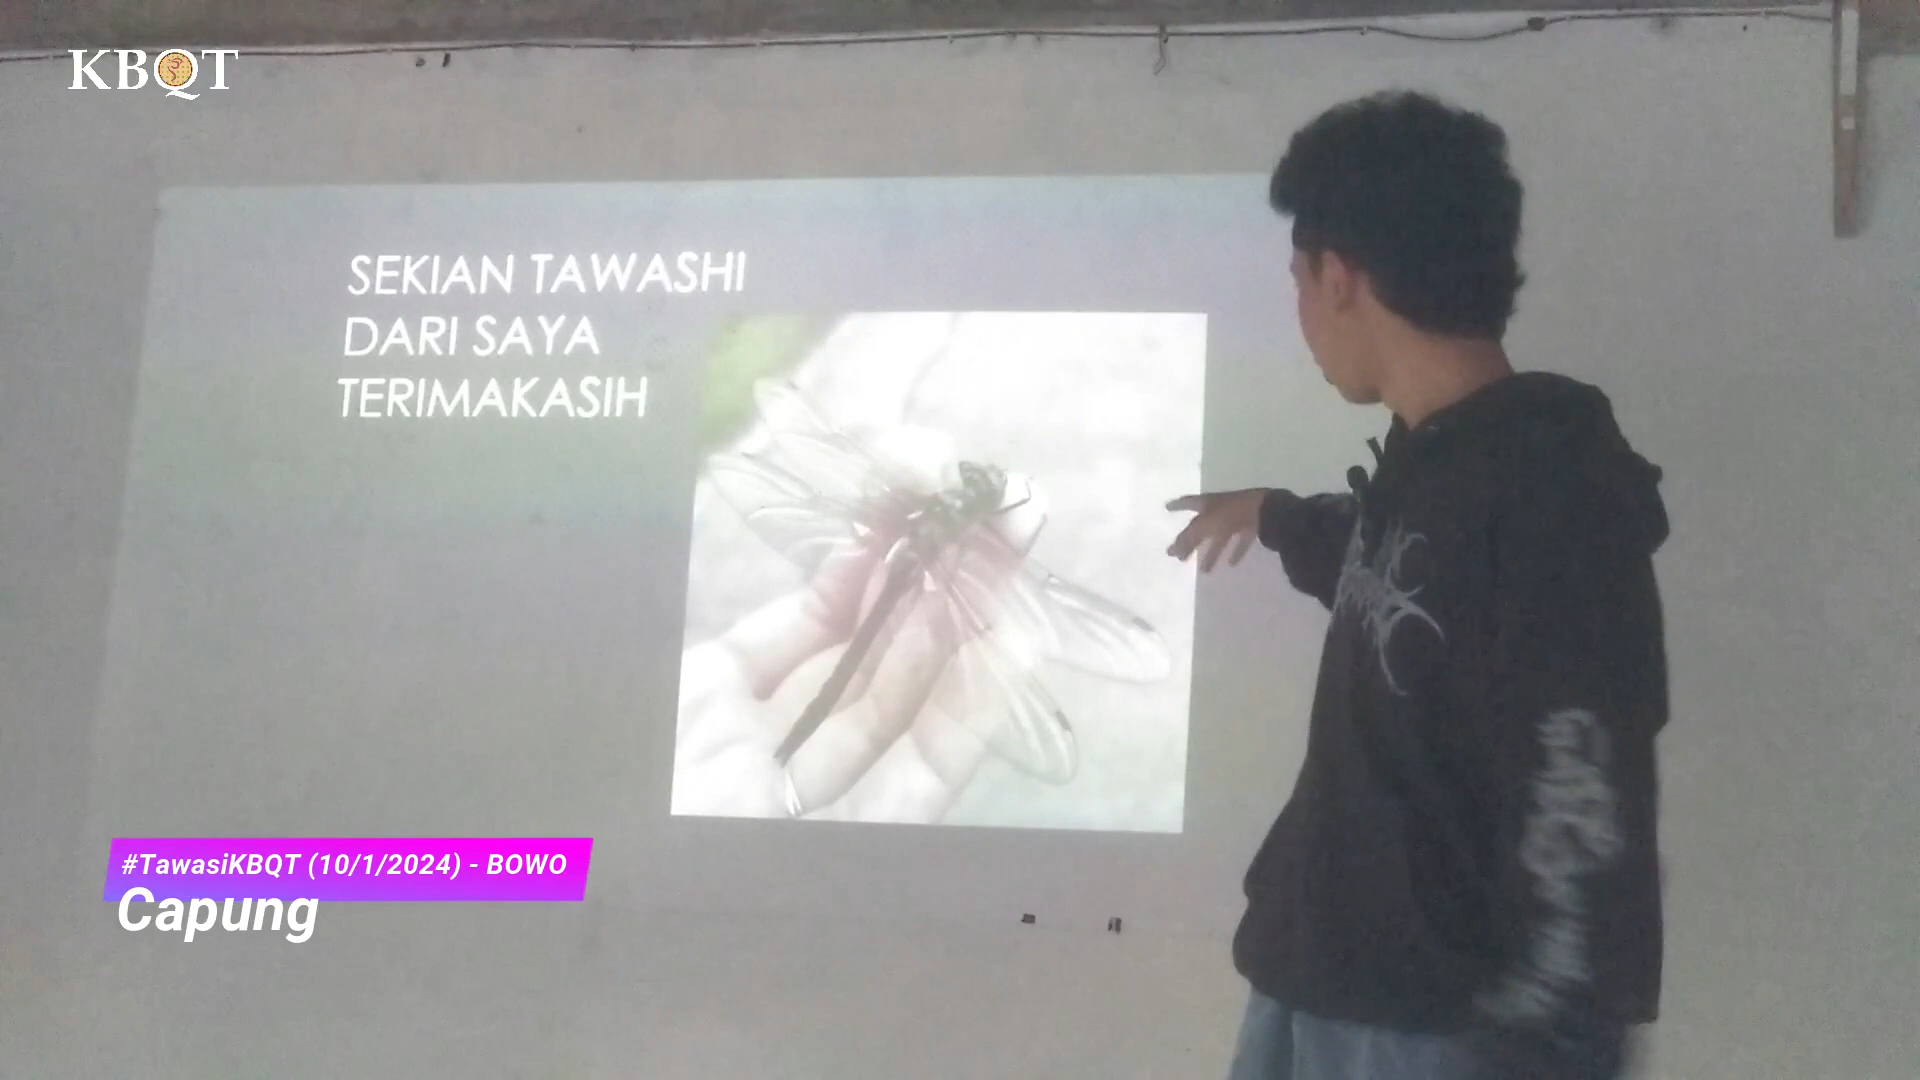 KBQT
SEKIAN TAWASHI
DARI SAYA
TERIMAKASIH
#TawasiKBQT (10/1/2024) - BOWO
Capung